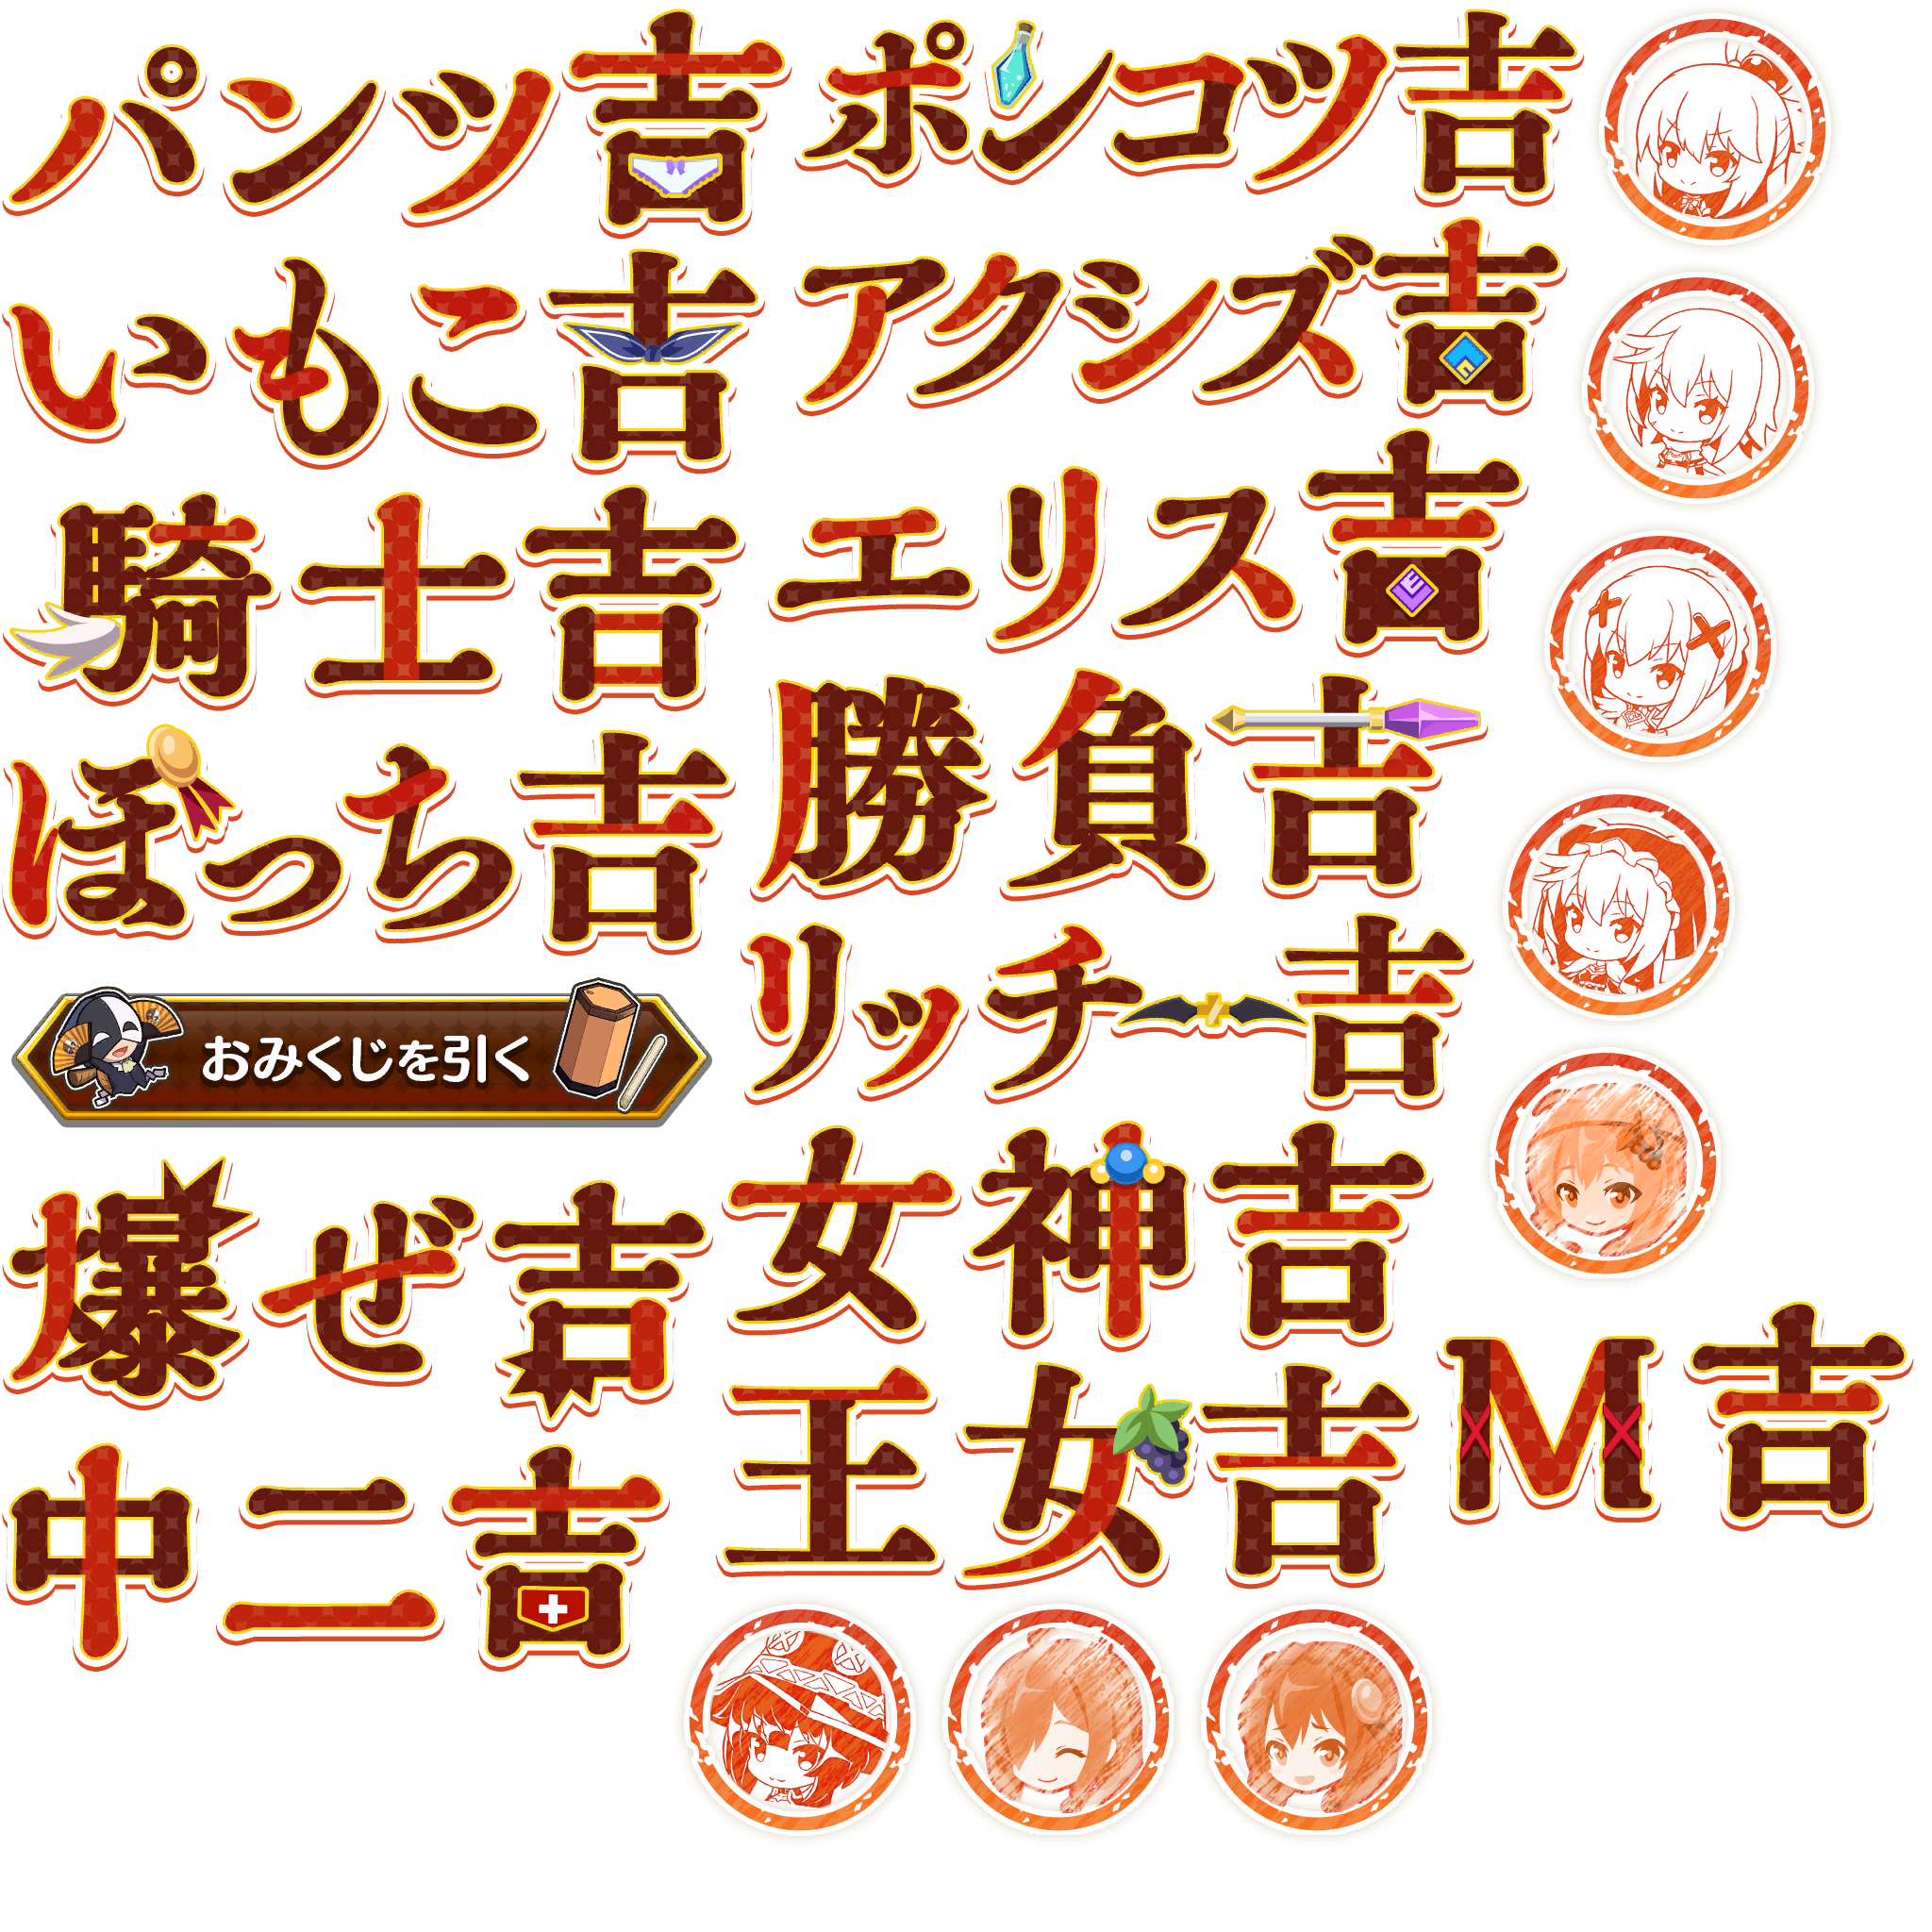 パンツ吉
ポンコツ吉
いもこ吉
アクシズ吉
騎士吉
エリス吉
ぼっち吉
勝負吉
リッチー吉
おみくじを引く
爆ぜ吉
女神吉
M吉
中二吉
王女吉